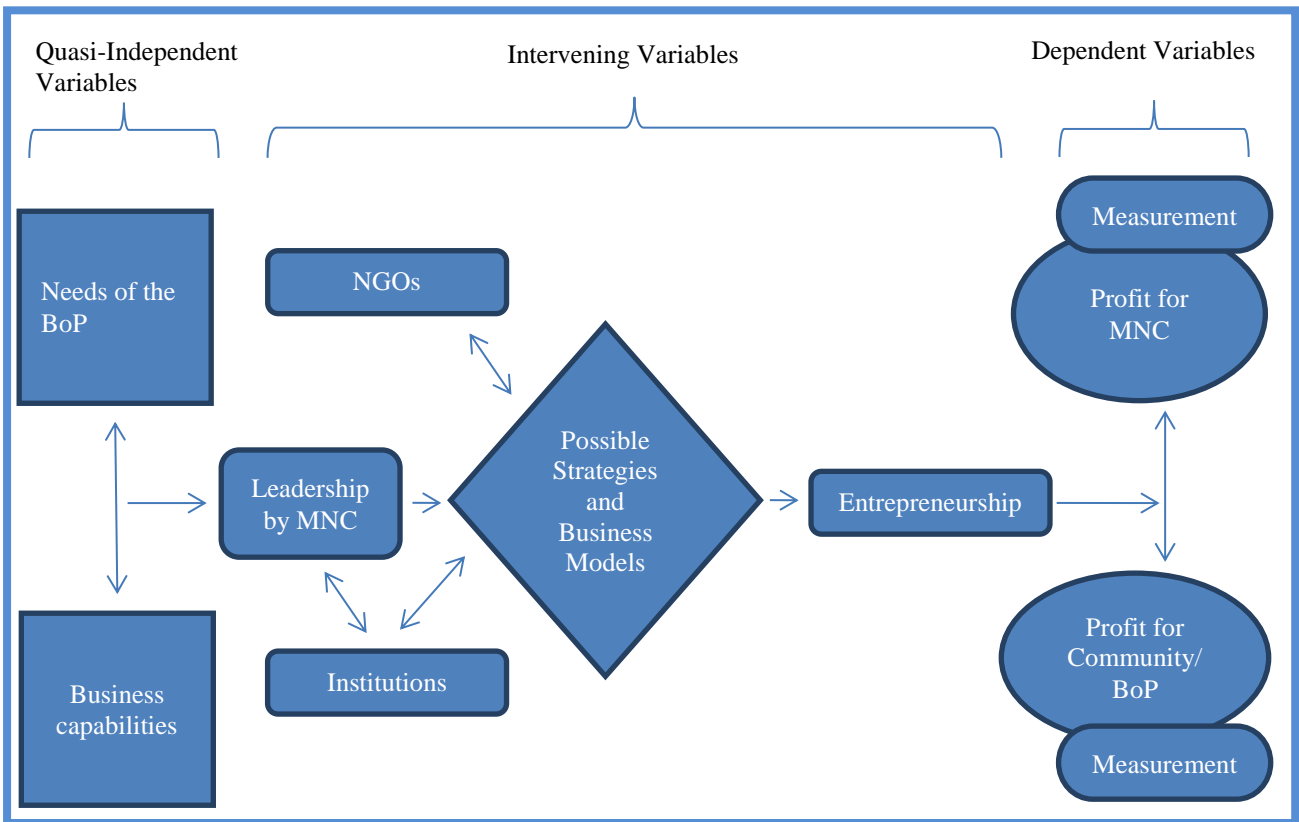 Quasi-Independent
Variables
Intervening Variables
Dependent Variables
Needs of the
BoP
Business
capabilities
NGOs
Leadership
by MNC
Institutions
Possible
Strategies
and
Business
Models
Entrepreneurship
Measurement
Profit for
MNC
Profit for
Community/
BoP
Measurement